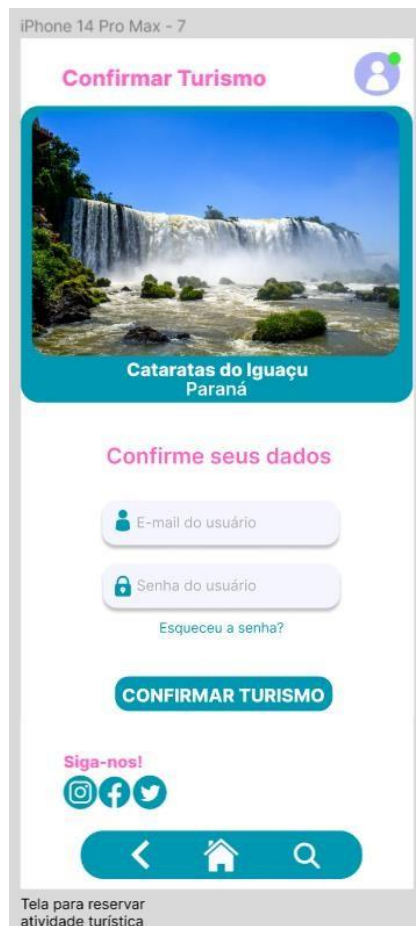 iPhone 14 Pro Max - 7
Confirmar Turismo
Cataratas do Iguaçu
Paraná
Confirme seus dados
E-mail do usuário
Senha do usuário
Esqueceu a senha?
CONFIRMAR TURISMO
Siga-nos!
Tela para reservar
atividade turística